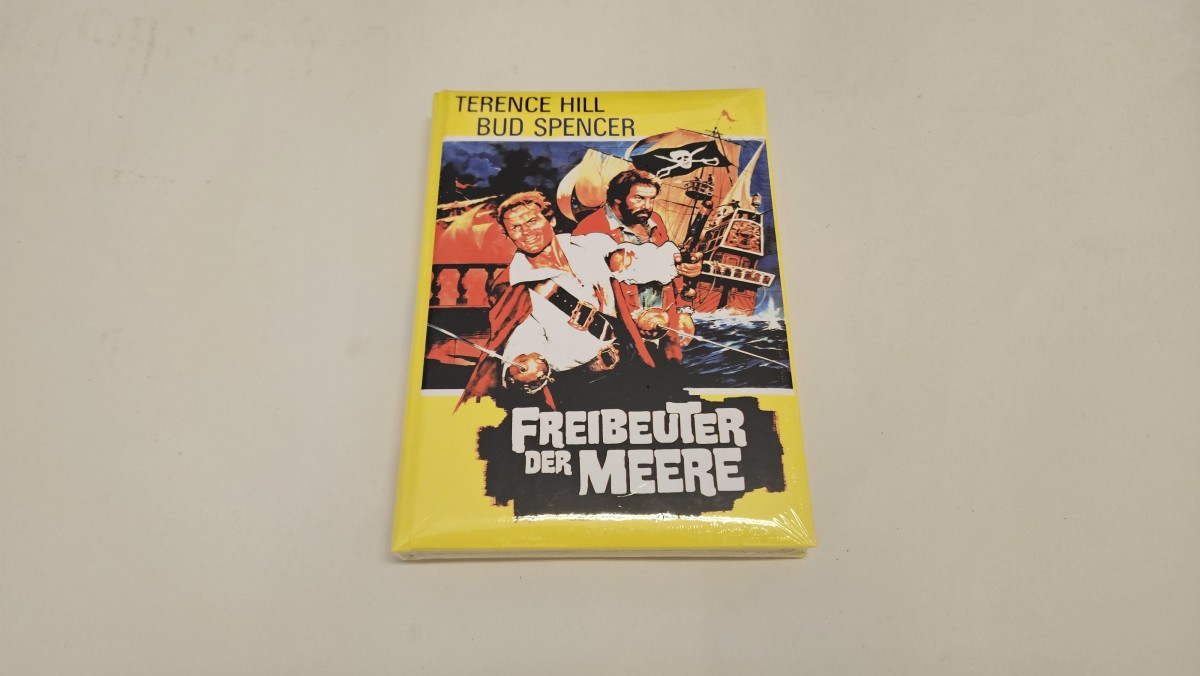 TERENCE HILL
BUD SPENCER
FREIBEUTER
DER MEERE